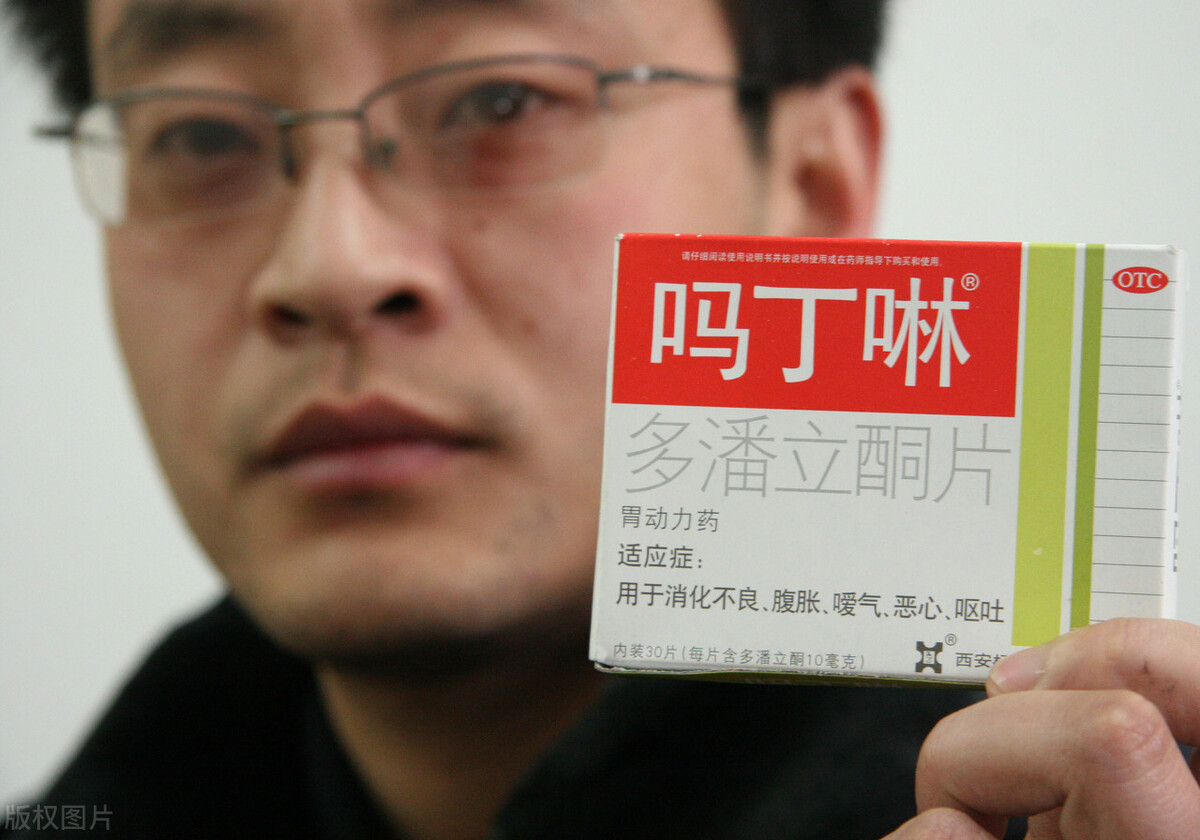 请仔细阅读使用说明书并按说明使用或在药师指导下购买和使用.
吗丁啉®
OTC
多潘立酮片
胃动力药
适应症:
用于消化不良、腹胀、嗳气、恶心、呕吐
内装30片(每片含多潘立酮10毫克)
® 西安
版权图片